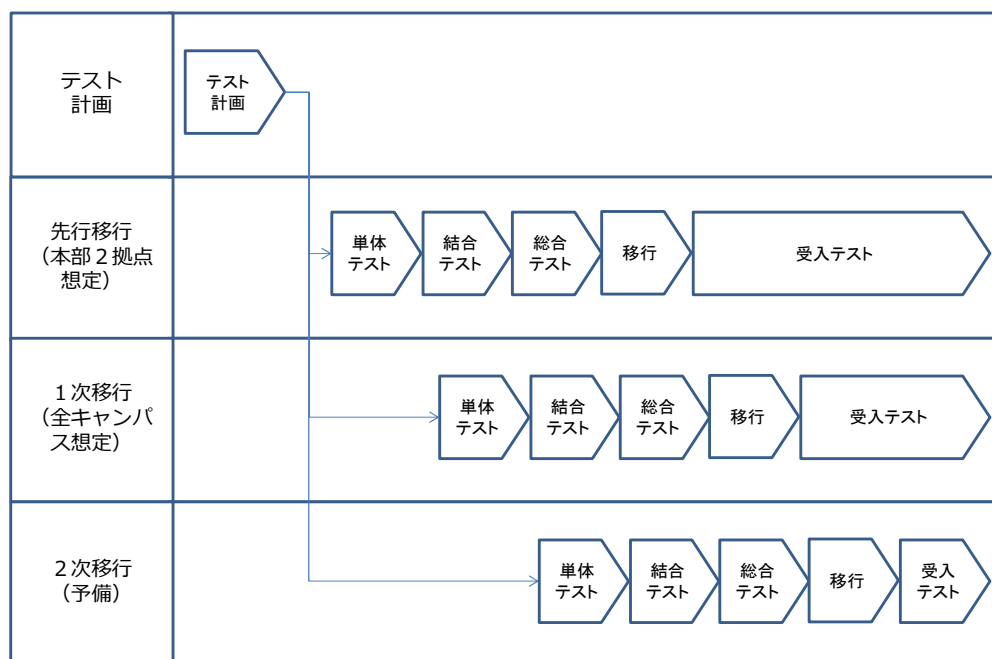 テスト
計画
テスト
計画
先行移行
（本部２拠点
想定）
単体
テスト
結合
テスト
総合
テスト
移行
受入テスト
１次移行
（全キャンパ
ス想定）
単体
テスト
結合
テスト
総合
テスト
移行
受入テスト
２次移行
（予備）
単体
テスト
結合
テスト
総合
テスト
移行
受入
テスト